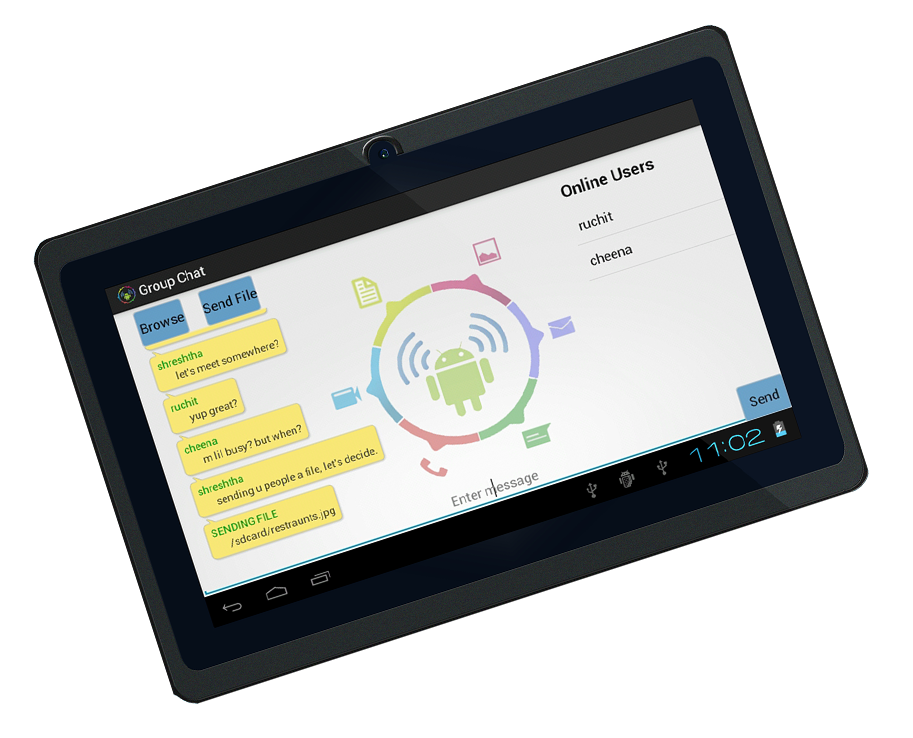 Group Chat
Browse
Send File
shreshtha
let's meet somewhere?
ruchit
yup great?
cheena
m lil busy? but when?
shreshtha
sending u people a file, let's decide.
SENDING FILE
/sdcard/restraunts.jpg
Online Users
ruchit
cheena
Enter message
Send
11:02